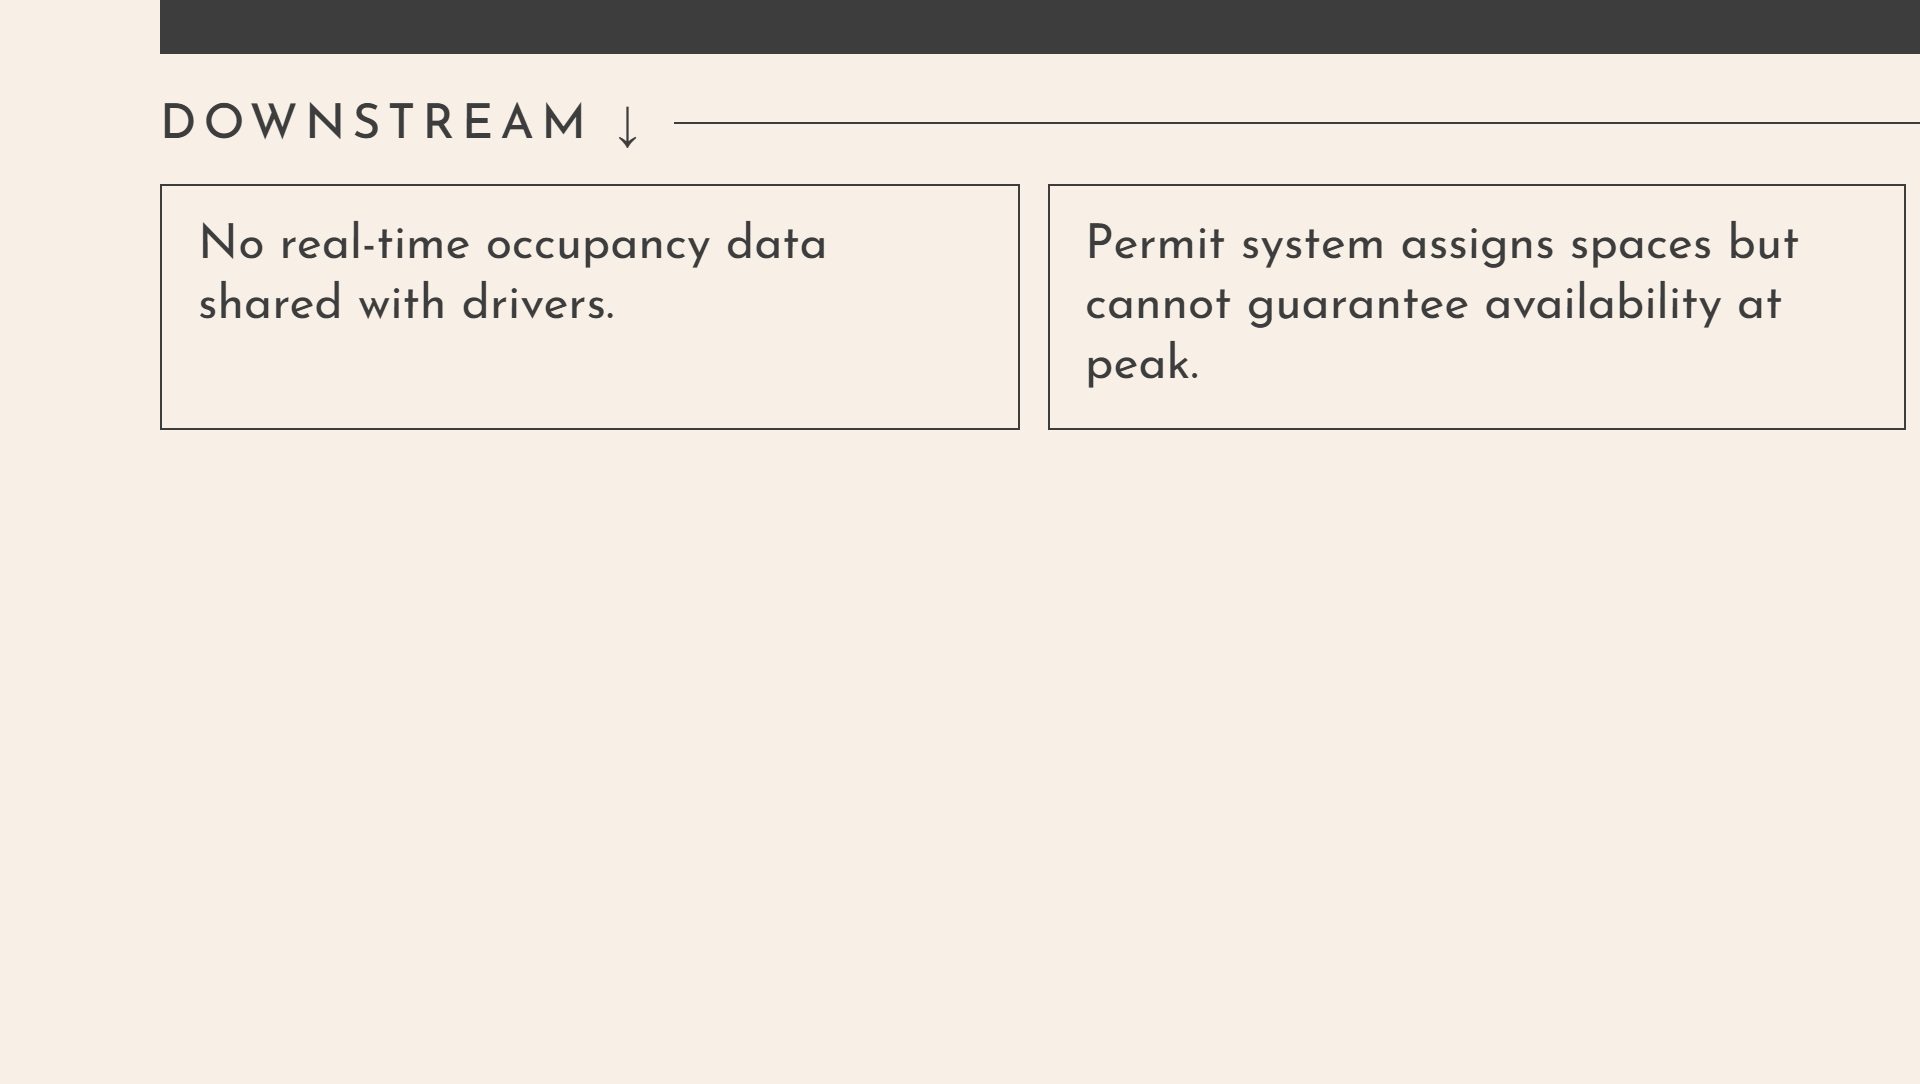 DOWNSTREAM ↓
No real-time occupancy data
shared with drivers.
Permit system assigns spaces but
cannot guarantee availability at
peak.